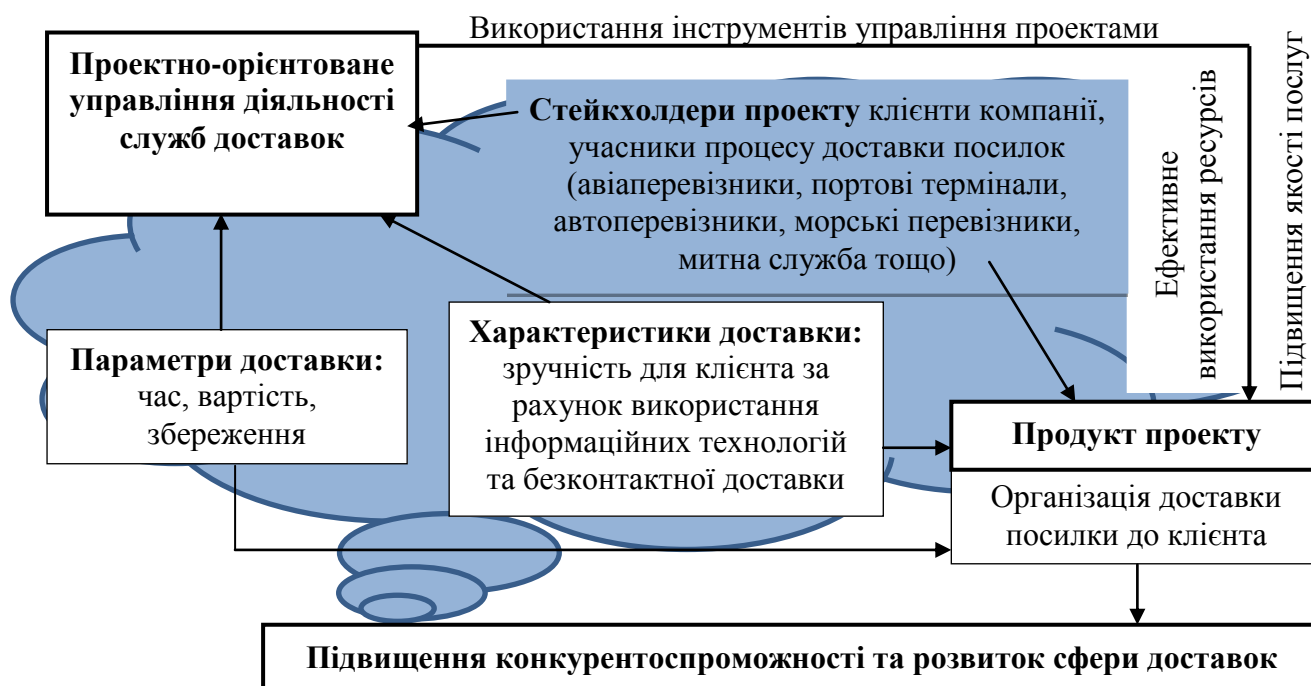 Використання інструментів управління проектами
Проектно-орієнтоване
управління діяльності
служб доставок
Стейкхолдери проекту клієнти компанії,
учасники процесу доставки посилок
(авіаперевізники, портові термінали,
автоперевізники, морські перевізники,
митна служба тощо)
Ефективне
використання ресурсів
Підвищення якості послуг
Параметри доставки:
час, вартість,
збереження
Характеристики доставки:
зручність для клієнта за
рахунок використання
інформаційних технологій
та безконтактної доставки
Продукт проекту
Організація доставки
посилки до клієнта
Підвищення конкурентоспроможності та розвиток сфери доставок